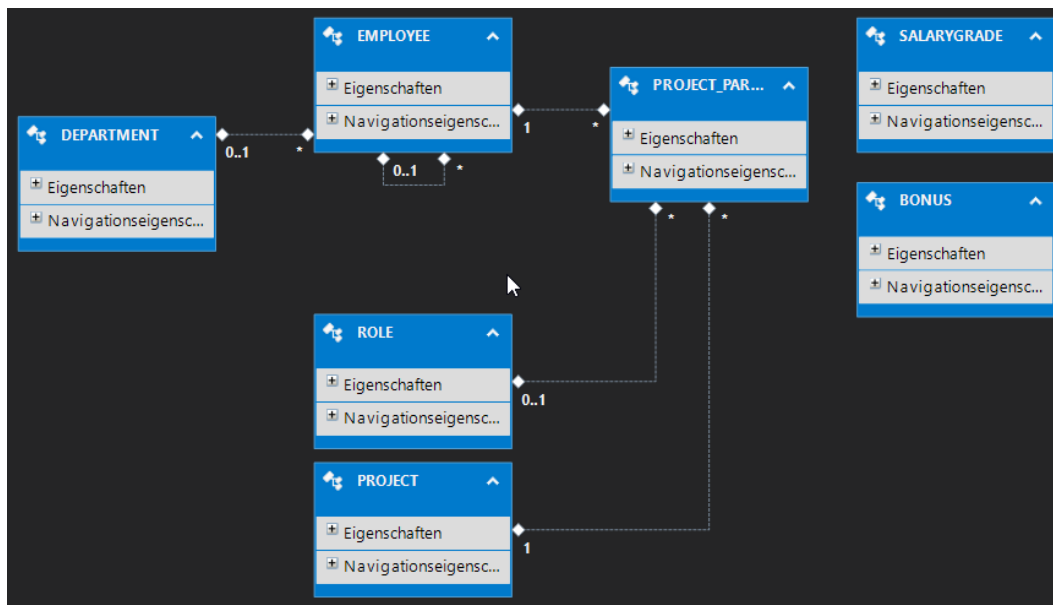 EMPLOYEE
Eigenschaften
Navigationseigensc...
SALARYGRADE
Eigenschaften
Navigationseigensc...
PROJECT_PAR...
Eigenschaften
Navigationseigensc...
DEPARTMENT
Eigenschaften
Navigationseigensc...
0..1
*
0..1
*
1
*
BONUS
Eigenschaften
Navigationseigensc...
*
*
ROLE
Eigenschaften
Navigationseigensc...
0..1
PROJECT
Eigenschaften
Navigationseigensc...
1